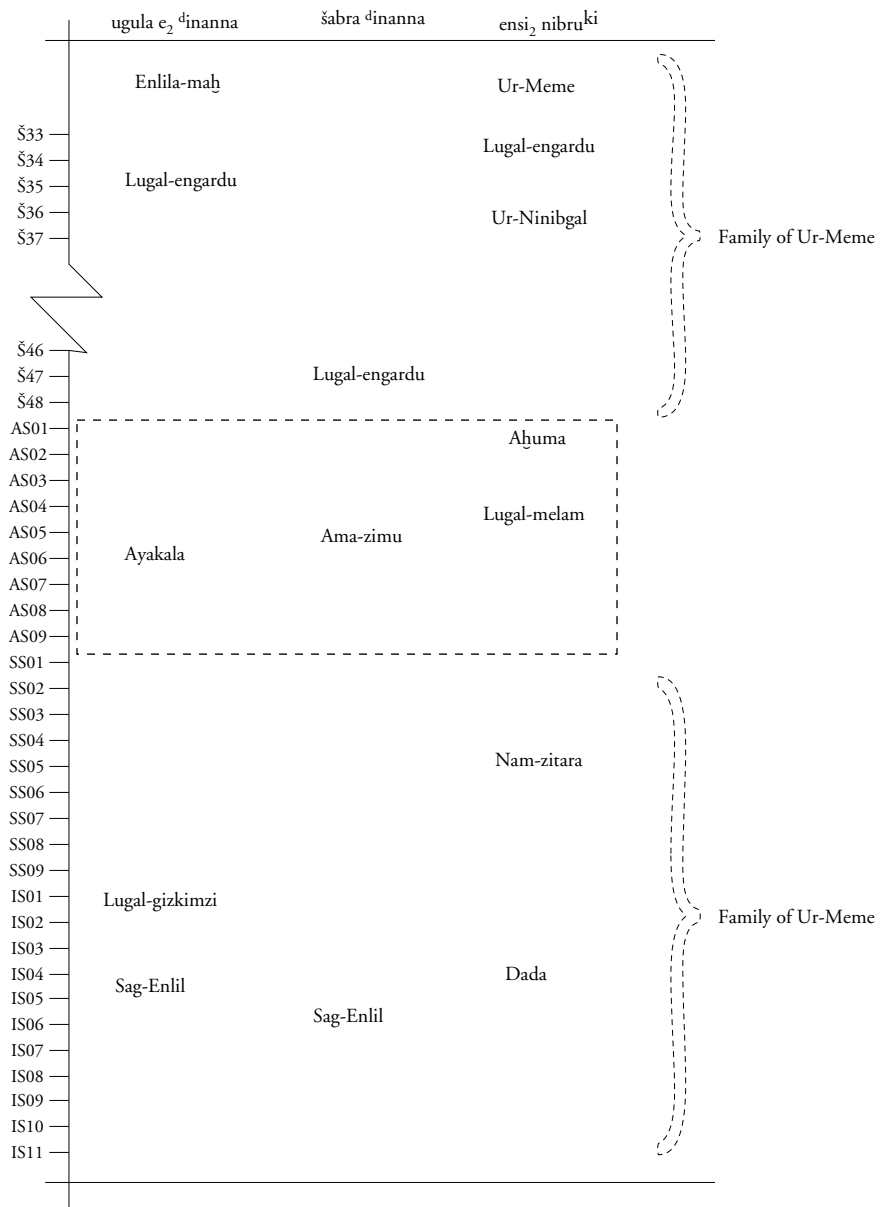 ugula e₂ ᵈinanna šabra ᵈinanna ensi₂ nibruᵏⁱ
Enlila-maḫ Ur-Meme
Š33
Lugal-engardu
Š34
Lugal-engardu
Š35
Š36
Ur-Ninibgal
Š37 Family of Ur-Meme
Š46
Š47 Lugal-engardu
Š48
AS01
Aḫuma
AS02
AS03
AS04
Lugal-melam
AS05
Ama-zimu
Ayakala
AS06
AS07
AS08
AS09
SS01
SS02
SS03
SS04
SS05 Nam-zitara
SS06
SS07
SS08
SS09
IS01
Lugal-gizkimzi
IS02 Family of Ur-Meme
IS03
IS04 Dada
Sag-Enlil
IS05
Sag-Enlil
IS06
IS07
IS08
IS09
IS10
IS11